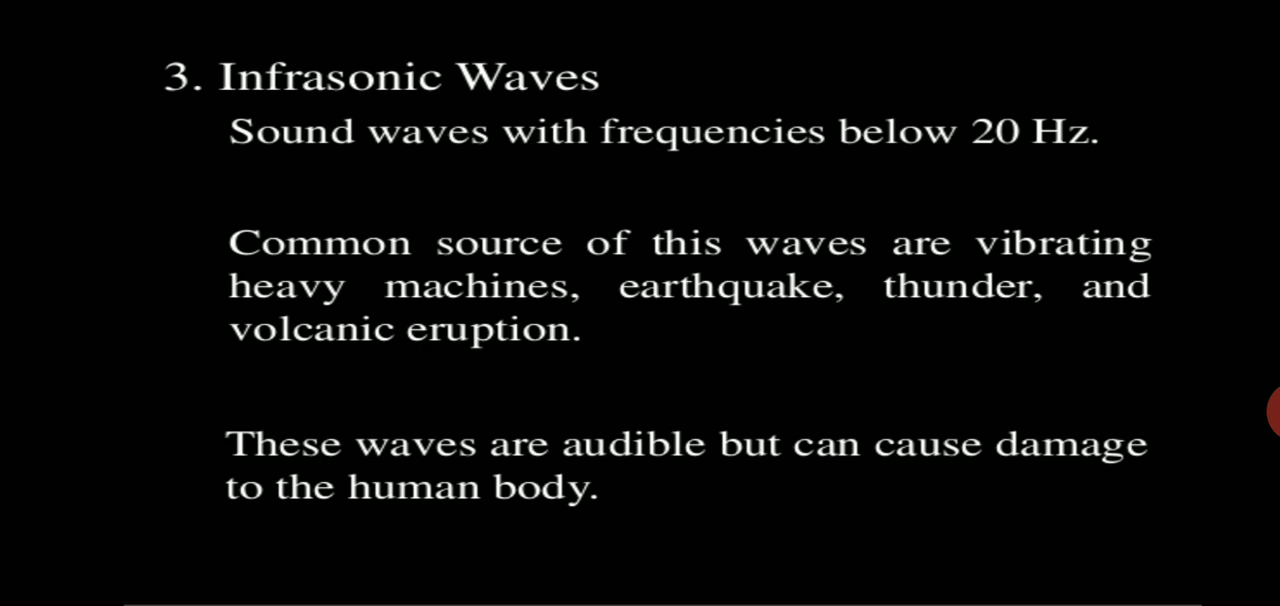 3. Infrasonic Waves
Sound waves with frequencies below 20 Hz.
Common source of this waves are vibrating
heavy machines, earthquake, thunder, and
volcanic eruption.
These waves are audible but can cause damage
to the human body.